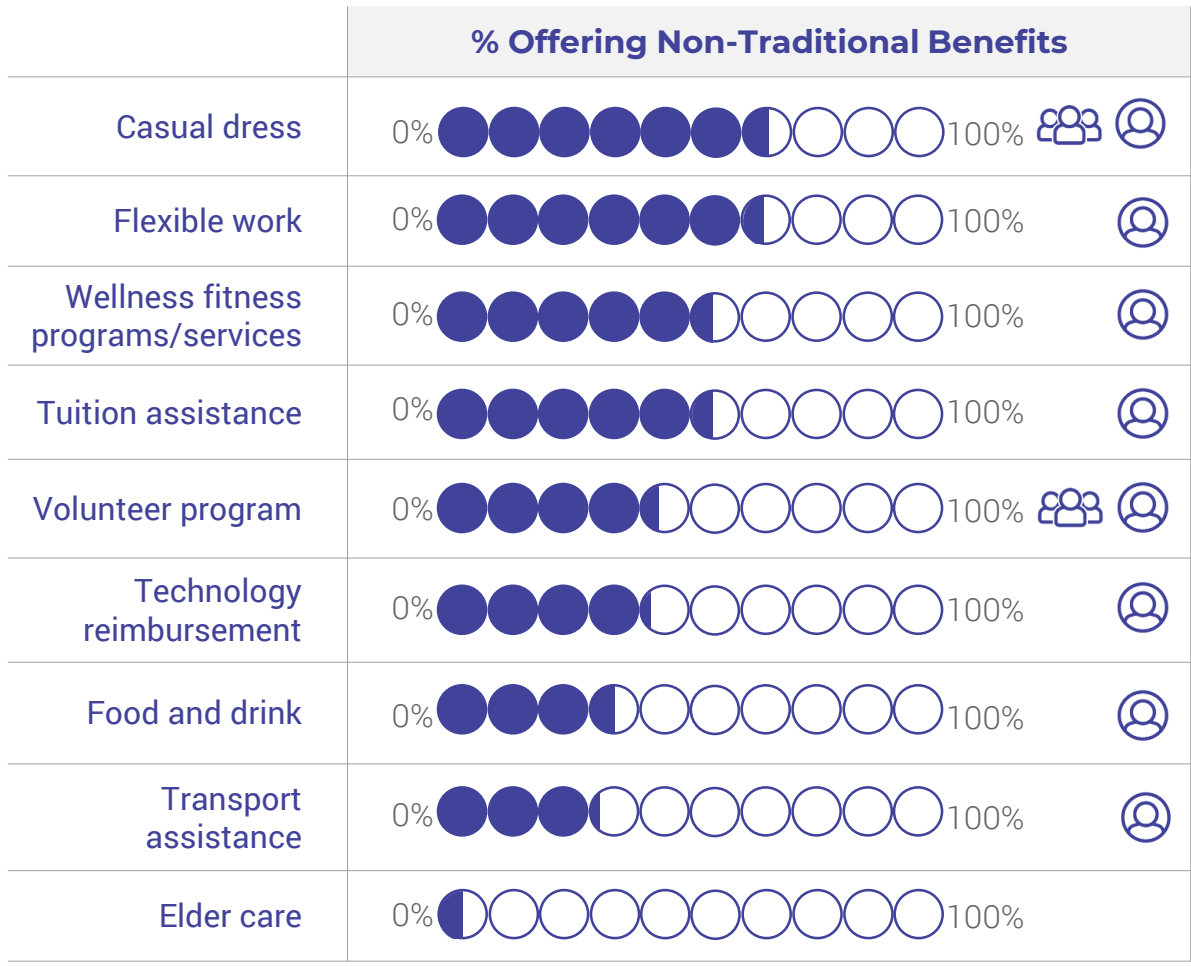 % Offering Non-Traditional Benefits
Casual dress 0% 100%
Flexible work 0% 100%
Wellness fitness
programs/services 0% 100%
Tuition assistance 0% 100%
Volunteer program 0% 100%
Technology
reimbursement 0% 100%
Food and drink 0% 100%
Transport
assistance 0% 100%
Elder care 0% 100%